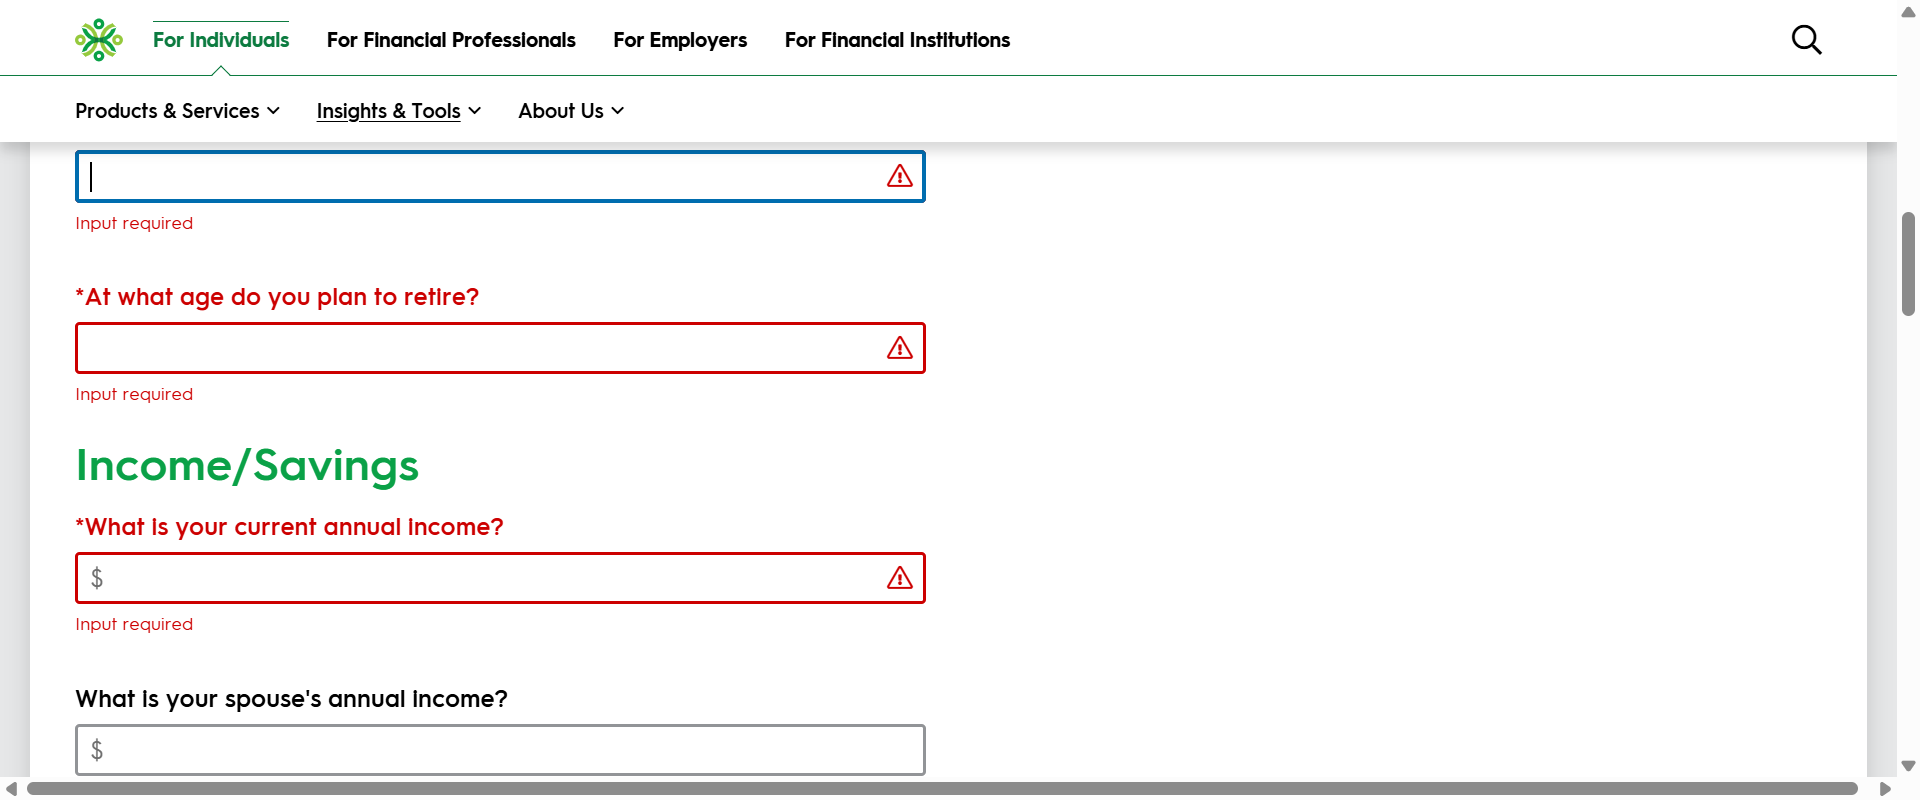 For Individuals
For Financial Professionals
For Employers
For Financial Institutions
Products & Services
Insights & Tools
About Us
Input required
*At what age do you plan to retire?
Input required
Income/Savings
*What is your current annual income?
$
Input required
What is your spouse's annual income?
$